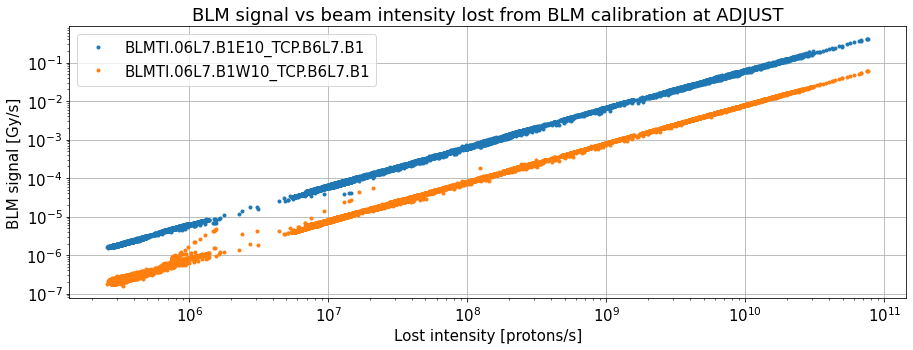 BLM signal vs beam intensity lost from BLM calibration at ADJUST
BLMTI.06L7.B1E10_TCP.B6L7.B1
BLMTI.06L7.B1W10_TCP.B6L7.B1
BLM signal [Gy/s]
10⁻¹
10⁻²
10⁻³
10⁻⁴
10⁻⁵
10⁻⁶
10⁻⁷
10⁶ 10⁷ 10⁸ 10⁹ 10¹⁰ 10¹¹
Lost intensity [protons/s]